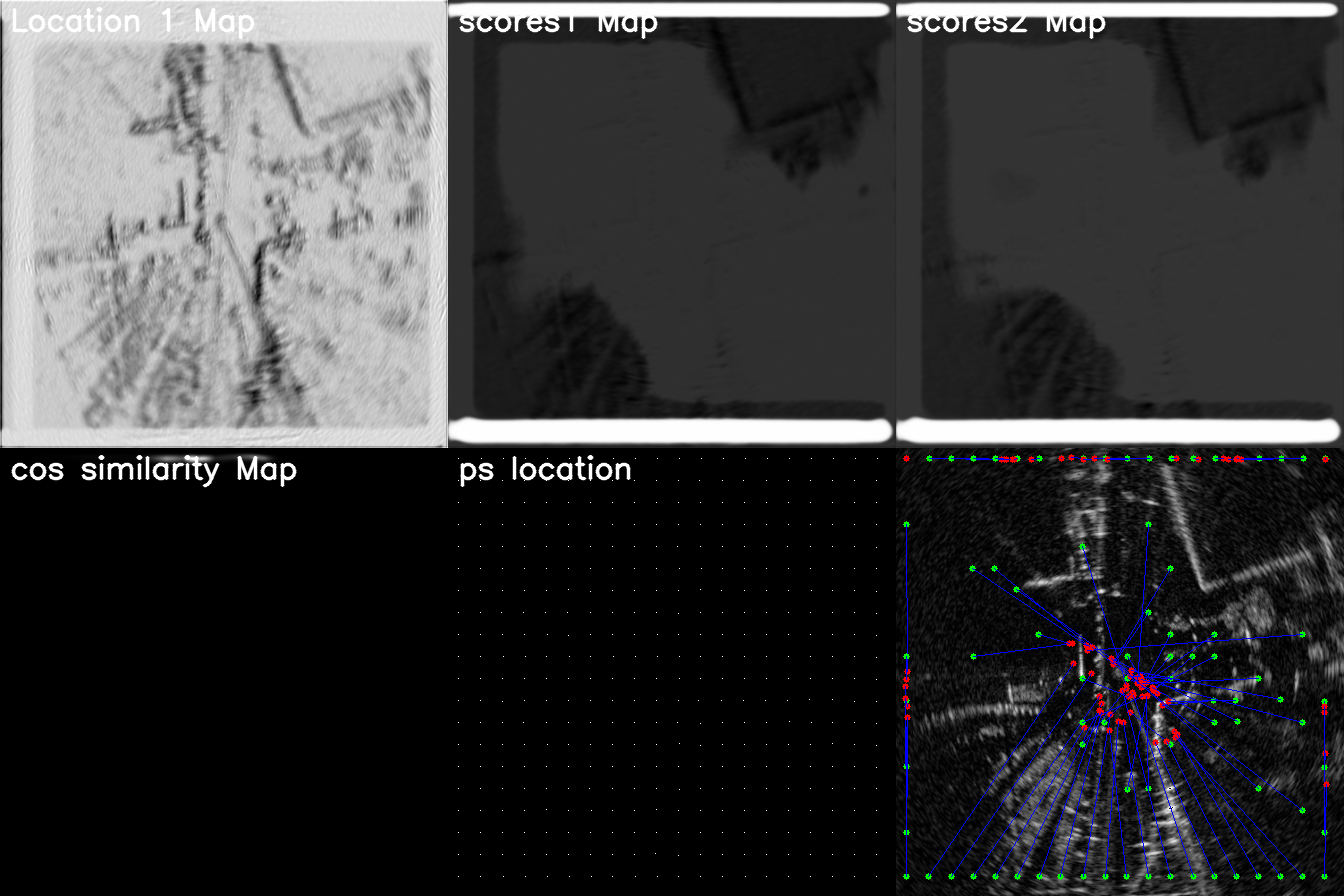 Location 1 Map
scores1 Map
scores2 Map
cos similarity Map
ps location